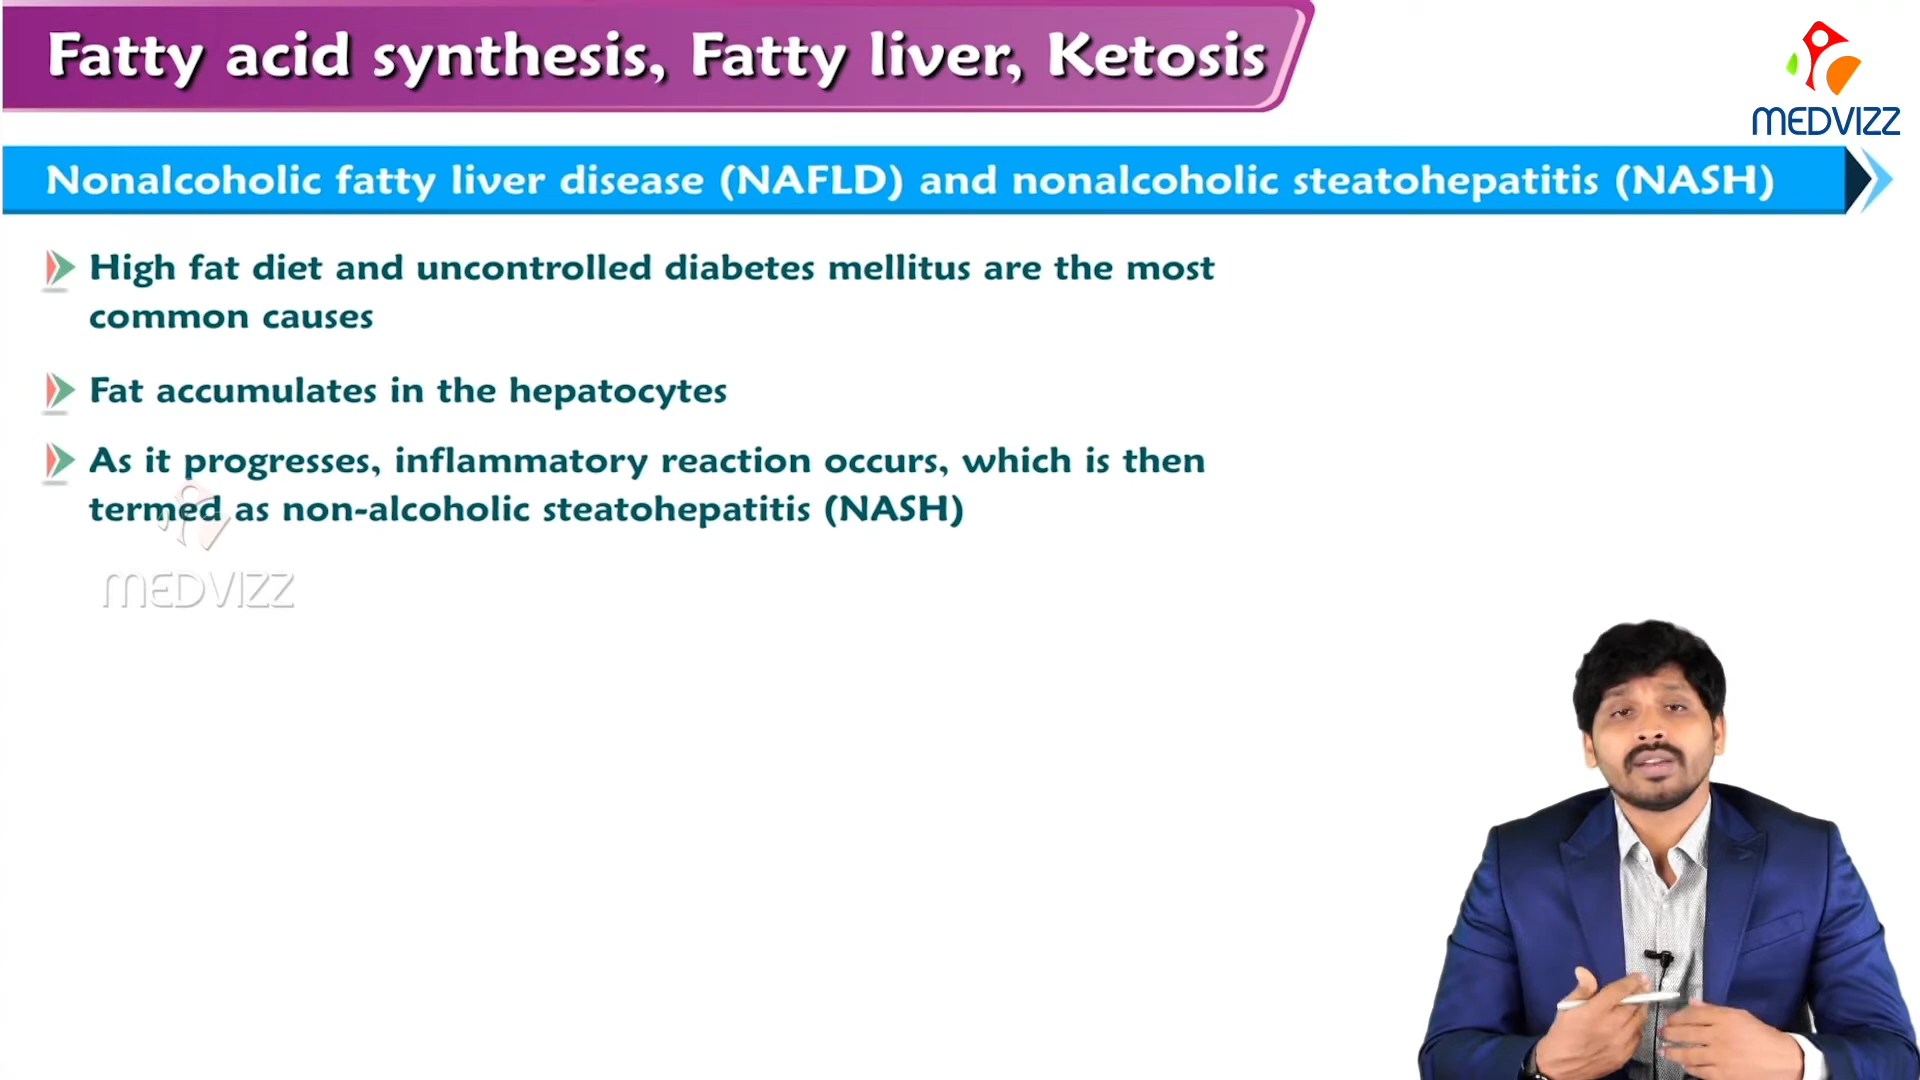 Fatty acid synthesis, Fatty liver, Ketosis
MEDVIZZ
Nonalcoholic fatty liver disease (NAFLD) and nonalcoholic steatohepatitis (NASH)
High fat diet and uncontrolled diabetes mellitus are the most
common causes
Fat accumulates in the hepatocytes
As it progresses, inflammatory reaction occurs, which is then
termed as non-alcoholic steatohepatitis (NASH)
MEDVIZZ